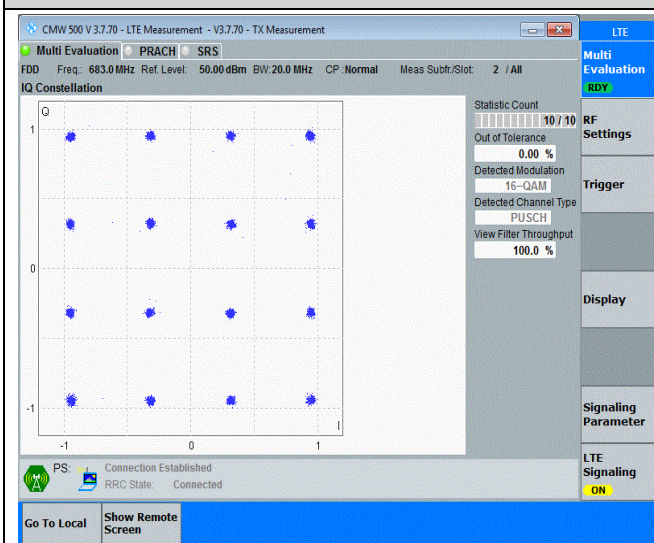 CMW 500 V 3.7.70 - LTE Measurement - V3.7.70 - TX Measurement
LTE
Multi Evaluation PRACH SRS
FDD Freq.: 683.0 MHz Ref. Level: 50.00 dBm BW: 20.0 MHz CP : Normal Meas Subfr./Slot: 2 / All
IQ Constellation
Q
1
0
-1
I
-1 0 1
Statistic Count
10 / 10
Out of Tolerance
0.00 %
Detected Modulation
16-QAM
Detected Channel Type
PUSCH
View Filter Throughput
100.0 %
Multi
Evaluation
RDY
RF
Settings
Trigger
Display
Signaling
Parameter
LTE
Signaling
ON
PS: Connection Established
RRC State: Connected
Go To Local
Show Remote
Screen